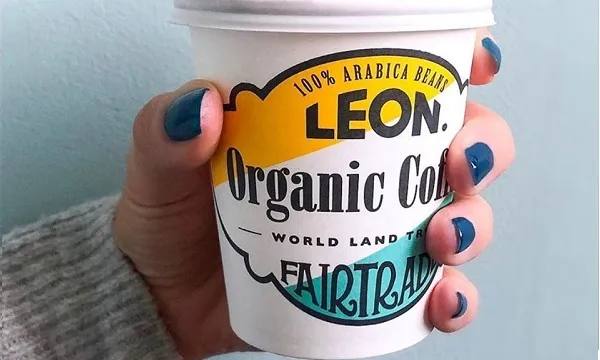 100% ARABICA BEANS
LEON.
Organic Cof
WORLD LAND TR
FAIRTRAD